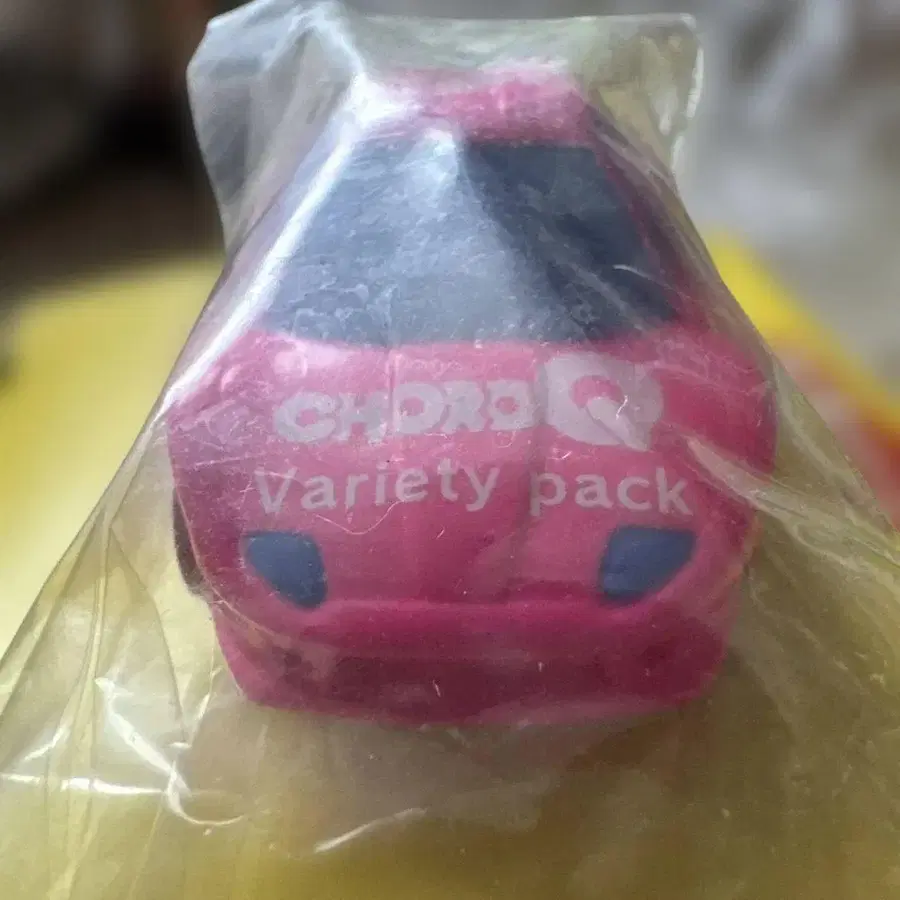 CHORO Q
Variety pack